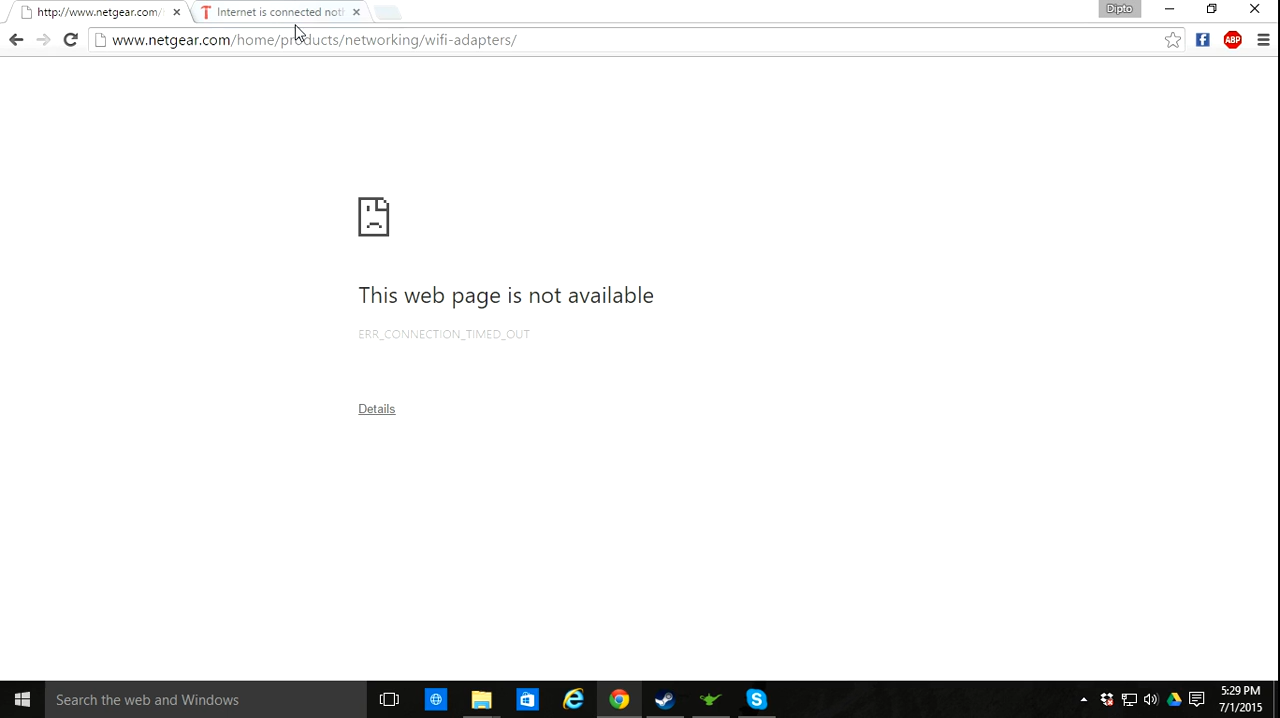 http://www.netgear.com/
Internet is connected not
Dipto
www.netgear.com/home/products/networking/wifi-adapters/
ABP
This web page is not available
ERR_CONNECTION_TIMED_OUT
Details
Search the web and Windows
5:29 PM
7/1/2015